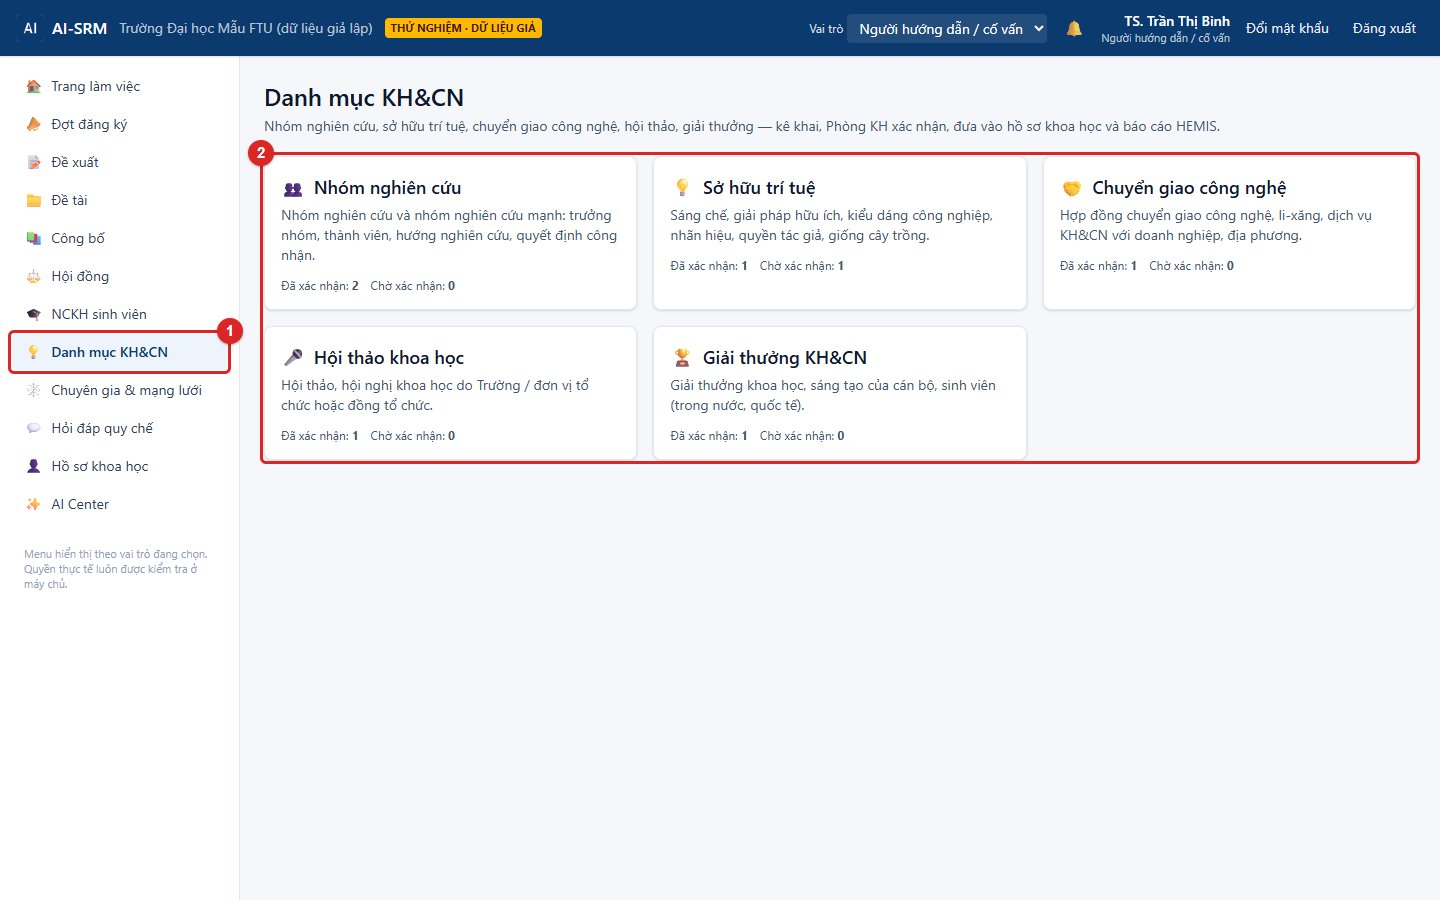 AI AI-SRM Trường Đại học Mẫu FTU (dữ liệu giả lập) THỬ NGHIỆM · DỮ LIỆU GIẢ
Vai trò Người hướng dẫn / cố vấn
TS. Trần Thị Bình
Người hướng dẫn / cố vấn
Đổi mật khẩu Đăng xuất
Trang làm việc
Đợt đăng ký
Đề xuất
Đề tài
Công bố
Hội đồng
NCKH sinh viên
1
Danh mục KH&CN
Chuyên gia & mạng lưới
Hỏi đáp quy chế
Hồ sơ khoa học
AI Center
Menu hiển thị theo vai trò đang chọn.
Quyền thực tế luôn được kiểm tra ở
máy chủ.
Danh mục KH&CN
Nhóm nghiên cứu, sở hữu trí tuệ, chuyển giao công nghệ, hội thảo, giải thưởng — kê khai, Phòng KH xác nhận, đưa vào hồ sơ khoa học và báo cáo HEMIS.
2
Nhóm nghiên cứu
Nhóm nghiên cứu và nhóm nghiên cứu mạnh: trưởng
nhóm, thành viên, hướng nghiên cứu, quyết định công
nhận.
Đã xác nhận: 2 Chờ xác nhận: 0
Sở hữu trí tuệ
Sáng chế, giải pháp hữu ích, kiểu dáng công nghiệp,
nhãn hiệu, quyền tác giả, giống cây trồng.
Đã xác nhận: 1 Chờ xác nhận: 1
Chuyển giao công nghệ
Hợp đồng chuyển giao công nghệ, li-xăng, dịch vụ
KH&CN với doanh nghiệp, địa phương.
Đã xác nhận: 1 Chờ xác nhận: 0
Hội thảo khoa học
Hội thảo, hội nghị khoa học do Trường / đơn vị tổ
chức hoặc đồng tổ chức.
Đã xác nhận: 1 Chờ xác nhận: 0
Giải thưởng KH&CN
Giải thưởng khoa học, sáng tạo của cán bộ, sinh viên
(trong nước, quốc tế).
Đã xác nhận: 1 Chờ xác nhận: 0